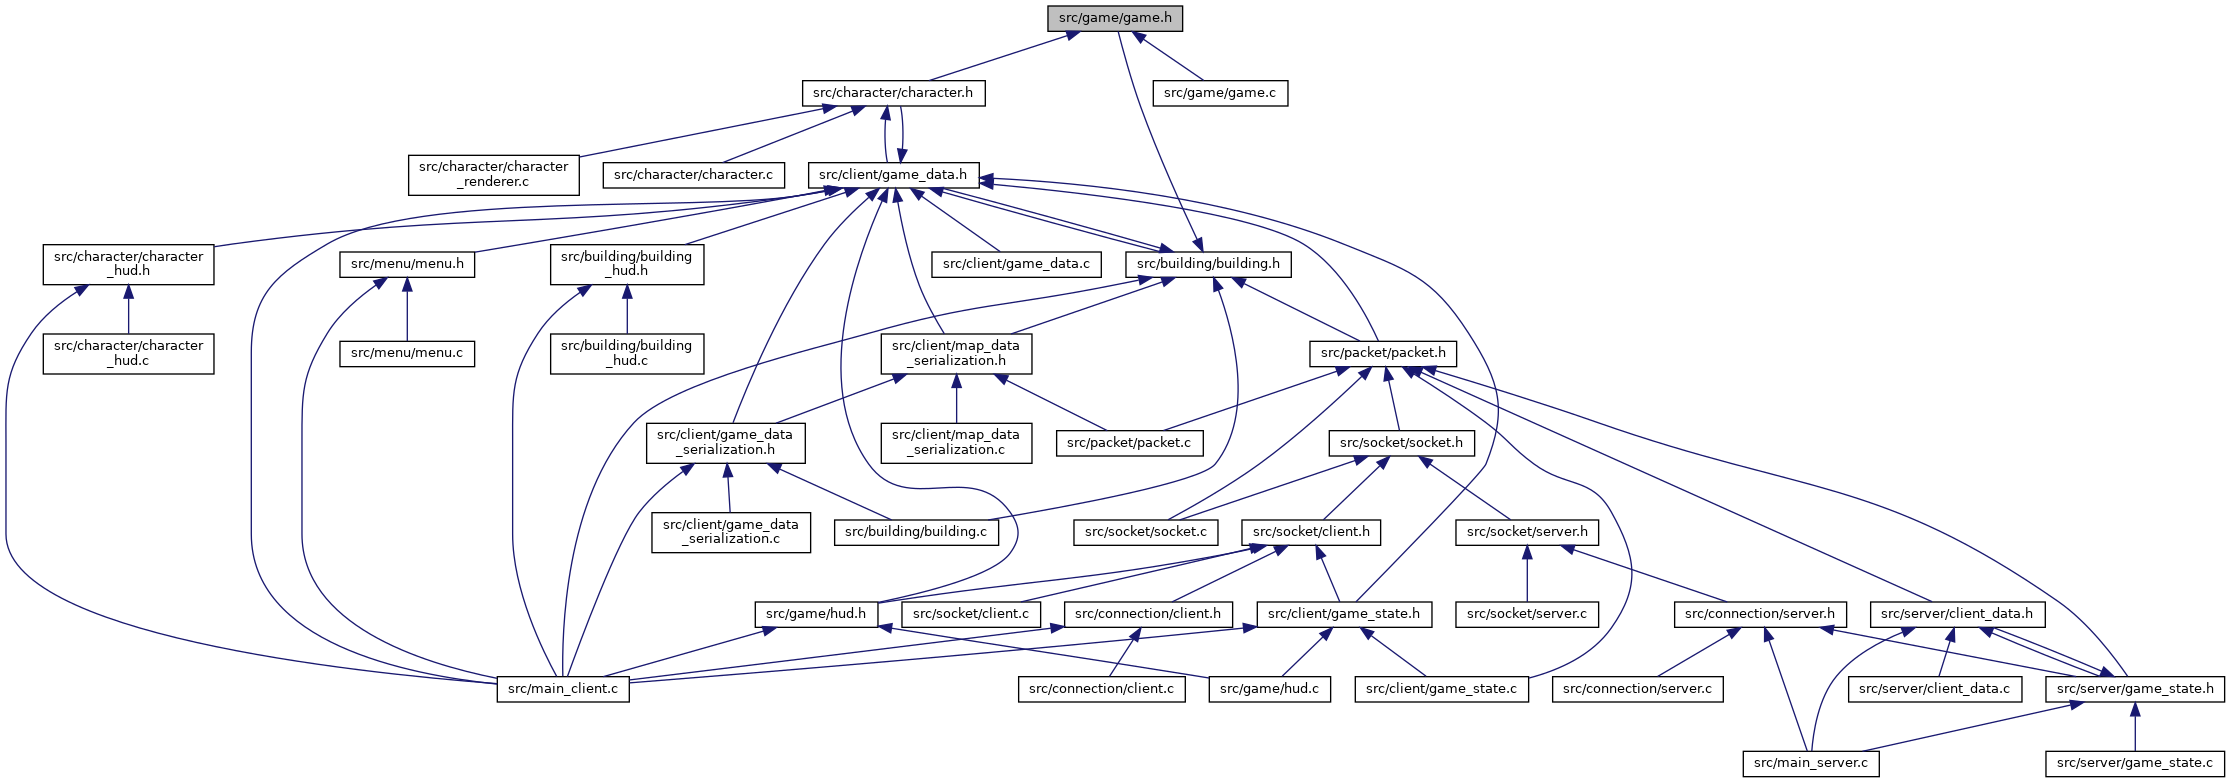 src/game/game.h
src/character/character.h
src/game/game.c
src/character/character
_renderer.c
src/character/character.c
src/client/game_data.h
src/character/character
_hud.h
src/menu/menu.h
src/building/building
_hud.h
src/client/game_data.c
src/building/building.h
src/character/character
_hud.c
src/menu/menu.c
src/building/building
_hud.c
src/client/map_data
_serialization.h
src/packet/packet.h
src/client/game_data
_serialization.h
src/client/map_data
_serialization.c
src/packet/packet.c
src/socket/socket.h
src/client/game_data
_serialization.c
src/building/building.c
src/socket/socket.c
src/socket/client.h
src/socket/server.h
src/game/hud.h
src/socket/client.c
src/connection/client.h
src/client/game_state.h
src/socket/server.c
src/connection/server.h
src/server/client_data.h
src/main_client.c
src/connection/client.c
src/game/hud.c
src/client/game_state.c
src/connection/server.c
src/server/client_data.c
src/server/game_state.h
src/main_server.c
src/server/game_state.c